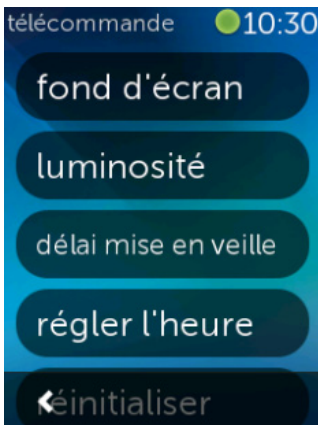 télécommande 10:30
fond d'écran
luminosité
délai mise en veille
régler l'heure
réinitialiser